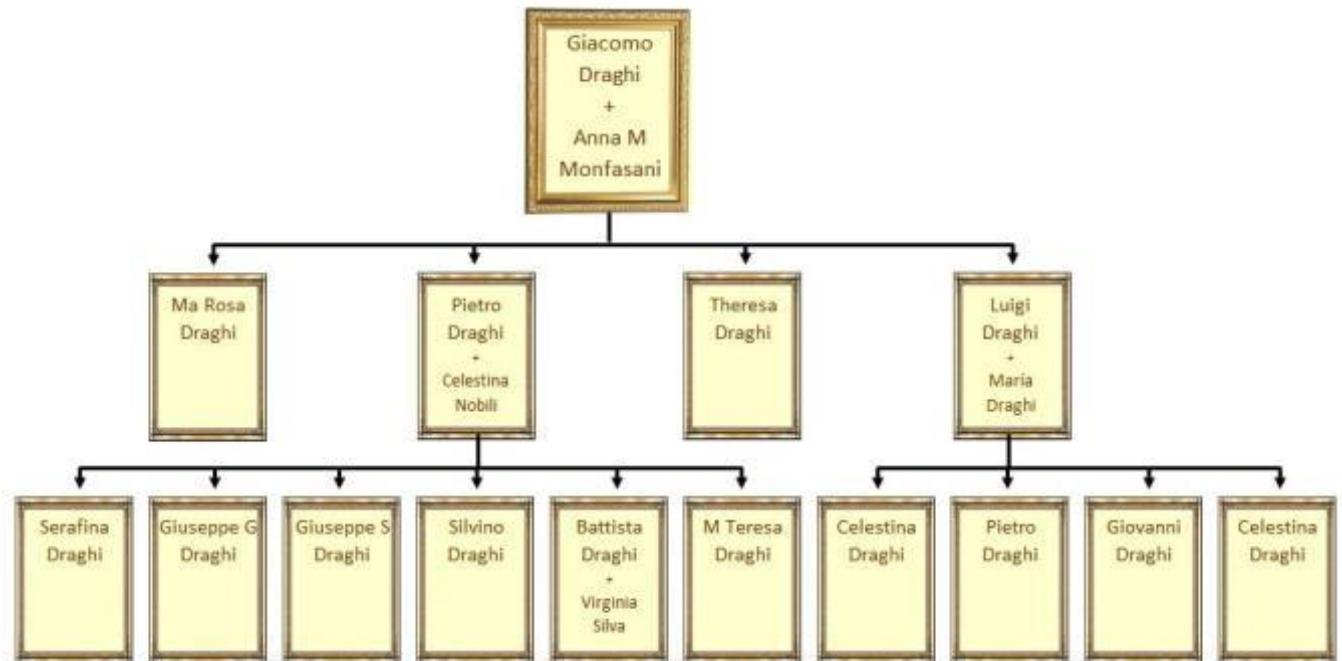 Giacomo
Draghi
+
Anna M
Monfasani
Ma Rosa
Draghi
Pietro
Draghi
+
Celestina
Nobili
Theresa
Draghi
Luigi
Draghi
+
María
Draghi
Serafina
Draghi
Giuseppe G
Draghi
Giuseppe S
Draghi
Silvino
Draghi
Battista
Draghi
+
Virginia
Silva
M Teresa
Draghi
Celestina
Draghi
Pietro
Draghi
Giovanni
Draghi
Celestina
Draghi